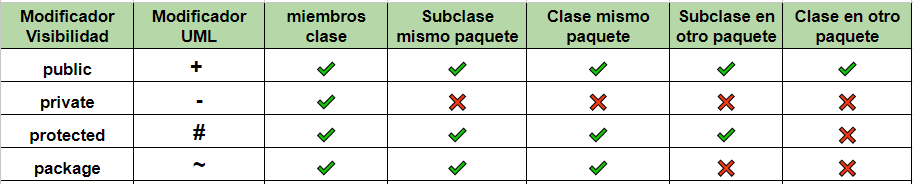 Modificador Visibilidad	Modificador UML	miembros clase	Subclase mismo paquete	Clase mismo paquete	Subclase en otro paquete	Clase en otro paquete
public	+	✓	✓	✓	✓	✓
private	-	✓	✗	✗	✗	✗
protected	#	✓	✓	✓	✓	✗
package	~	✓	✓	✓	✗	✗